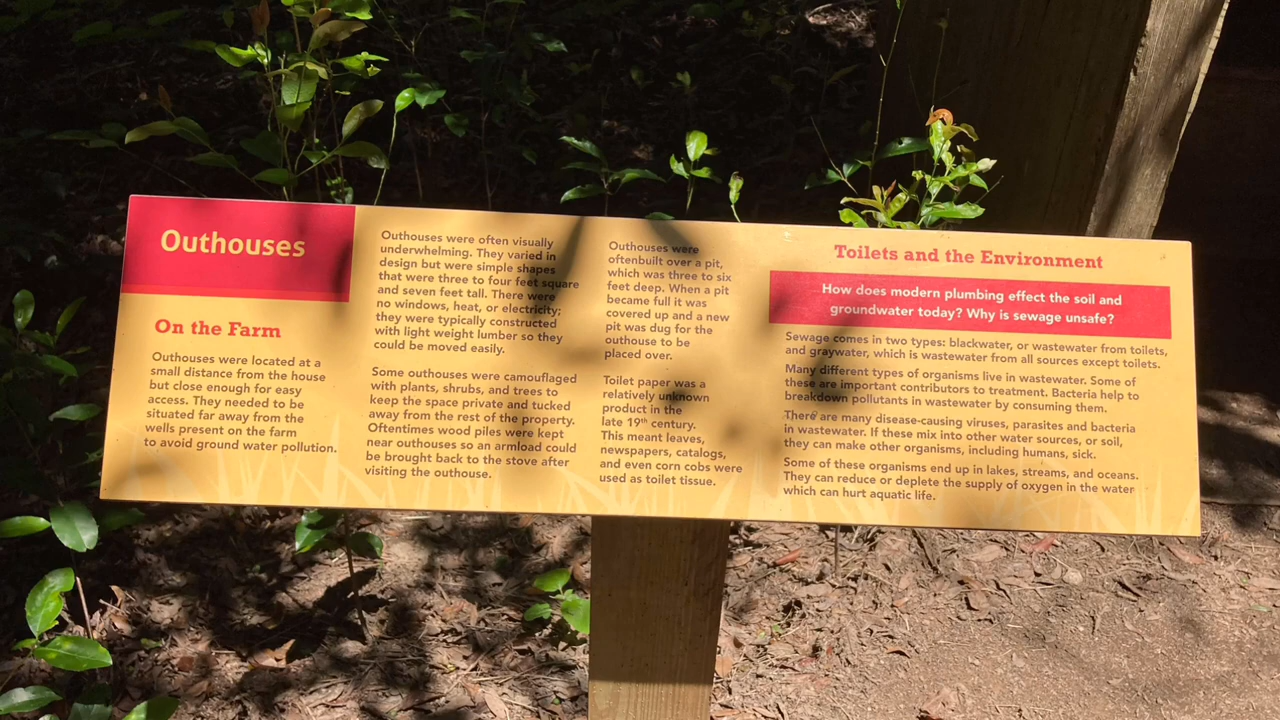 Outhouses
On the Farm
Outhouses were located at a
small distance from the house
but close enough for easy
access. They needed to be
situated far away from the
wells present on the farm
to avoid ground water pollution.
Outhouses were often visually
underwhelming. They varied in
design but were simple shapes
that were three to four feet square
and seven feet tall. There were
no windows, heat, or electricity;
they were typically constructed
with light weight lumber so they
could be moved easily.
Some outhouses were camouflaged
with plants, shrubs, and trees to
keep the space private and tucked
away from the rest of the property.
Oftentimes wood piles were kept
near outhouses so an armload could
be brought back to the stove after
visiting the outhouse.
Outhouses were
oftenbuilt over a pit,
which was three to six
feet deep. When a pit
became full it was
covered up and a new
pit was dug for the
outhouse to be
placed over.
Toilet paper was a
relatively unknown
product in the
late 19th century.
This meant leaves,
newspapers, catalogs,
and even corn cobs were
used as toilet tissue.
Toilets and the Environment
How does modern plumbing effect the soil and
groundwater today? Why is sewage unsafe?
Sewage comes in two types: blackwater, or wastewater from toilets,
and graywater, which is wastewater from all sources except toilets.
Many different types of organisms live in wastewater. Some of
these are important contributors to treatment. Bacteria help to
breakdown pollutants in wastewater by consuming them.
There are many disease-causing viruses, parasites and bacteria
in wastewater. If these mix into other water sources, or soil,
they can make other organisms, including humans, sick.
Some of these organisms end up in lakes, streams, and oceans.
They can reduce or deplete the supply of oxygen in the water
which can hurt aquatic life.